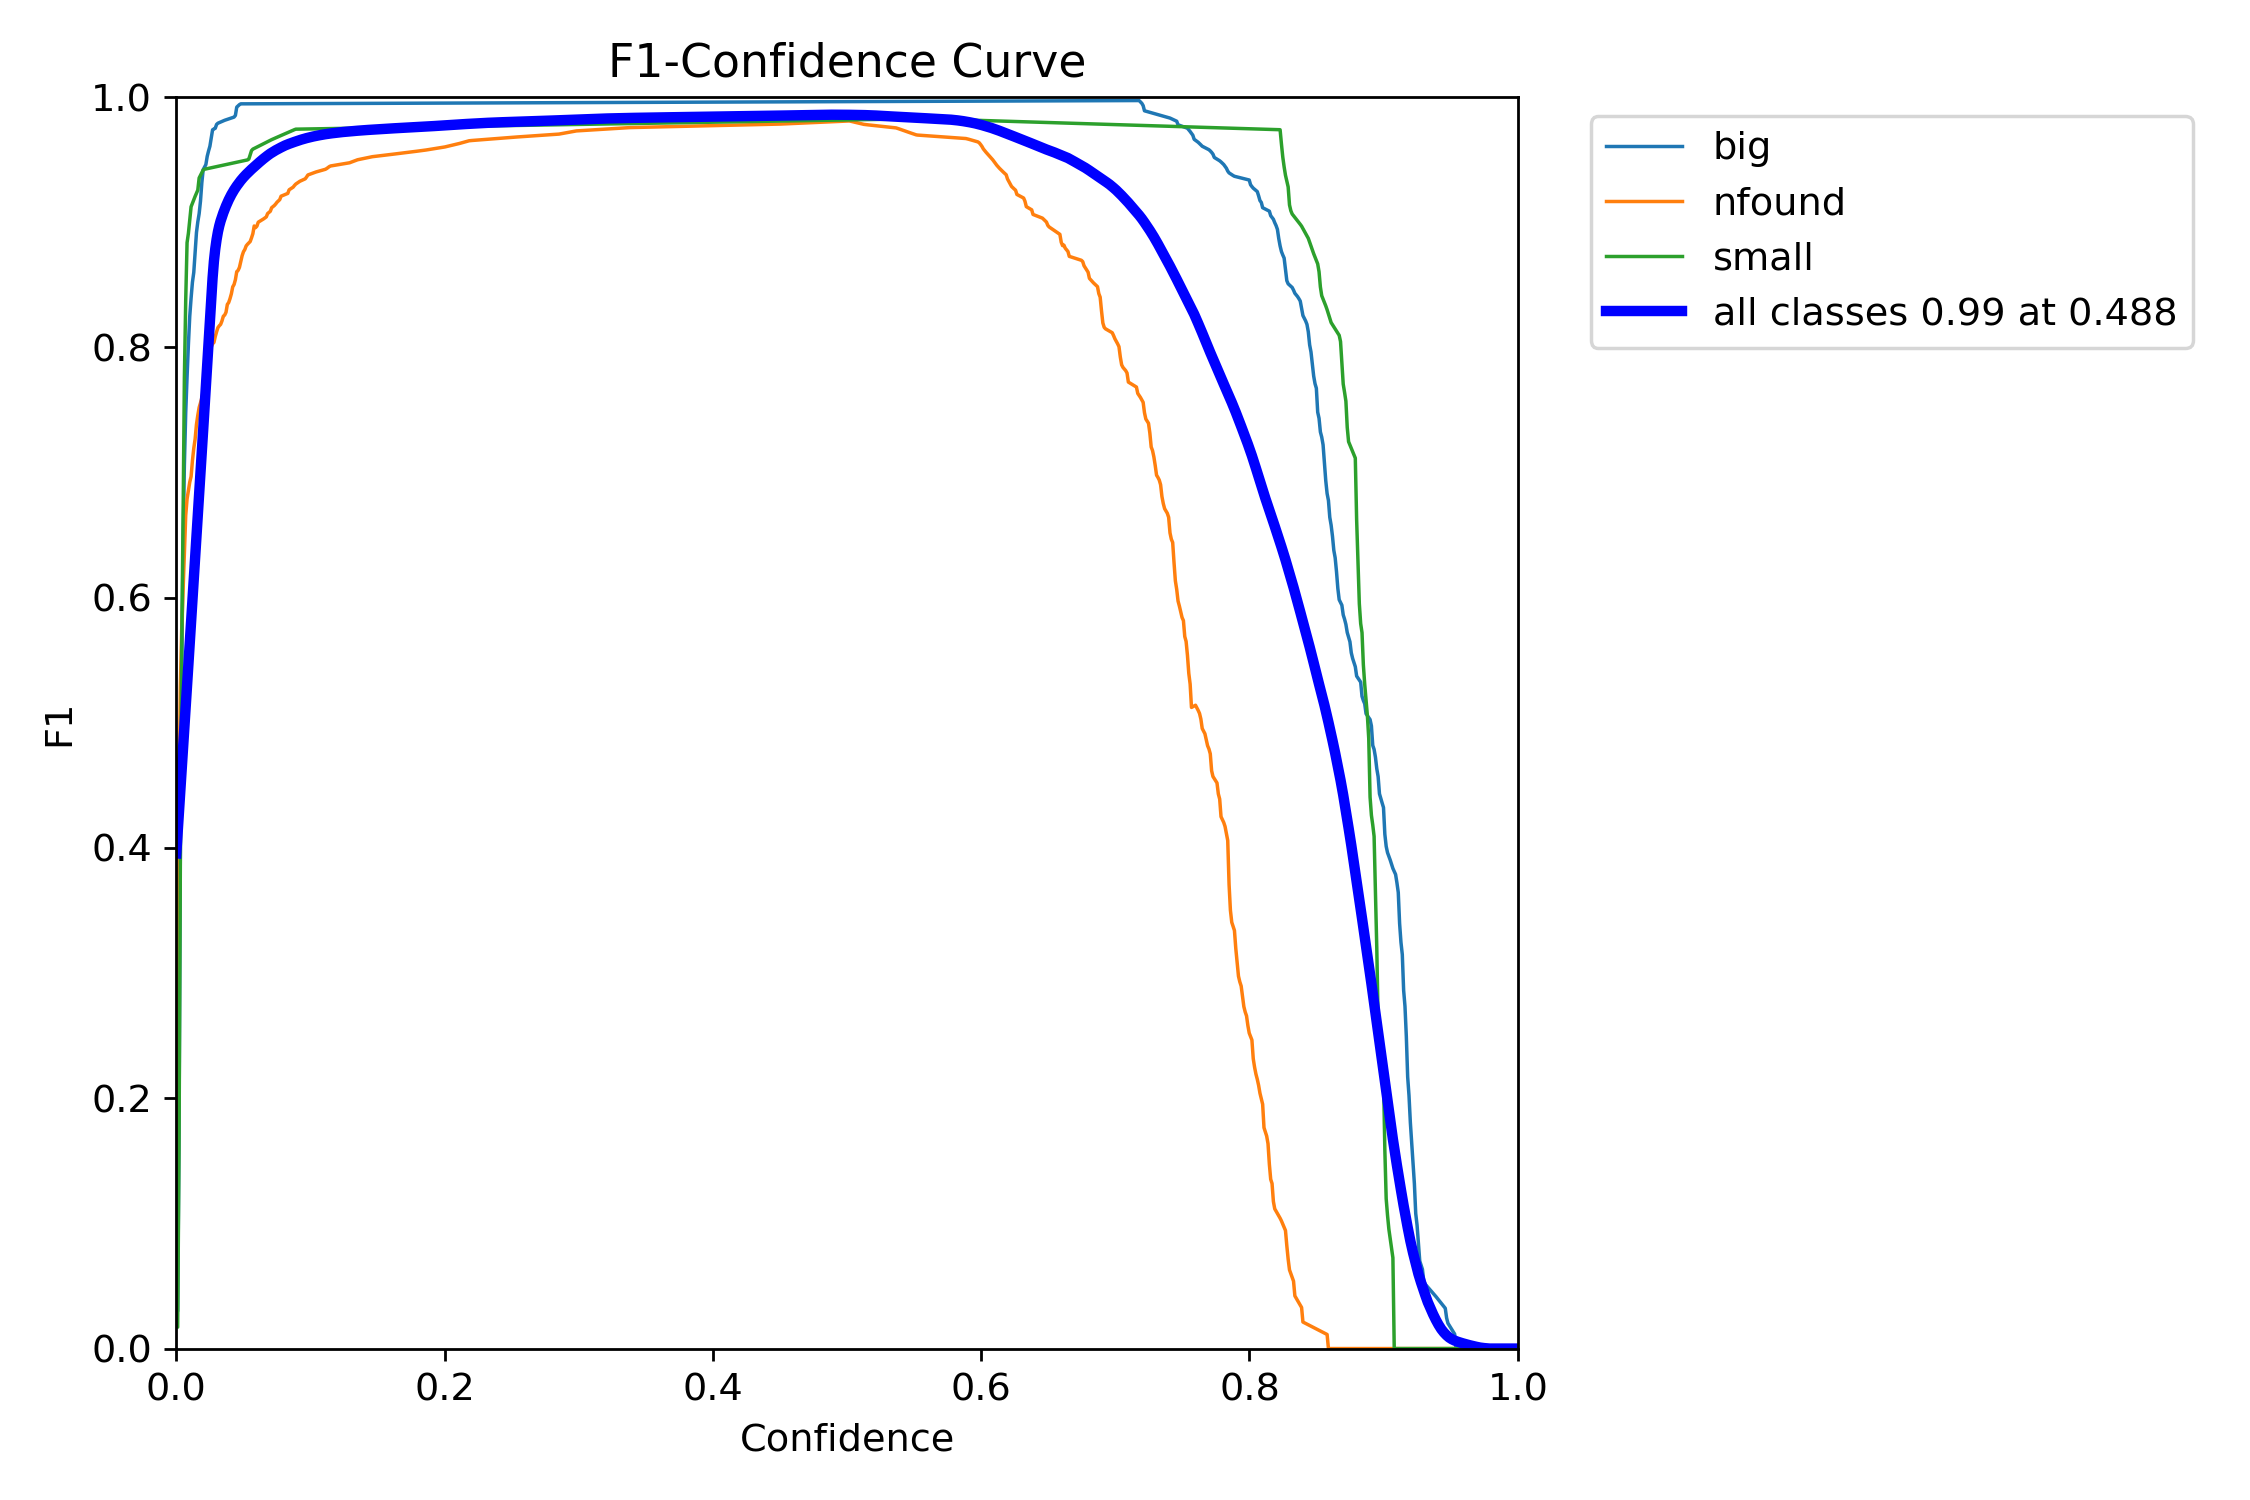 F1-Confidence Curve
1.0
0.8
0.6
0.4
0.2
0.0
F1
0.0 0.2 0.4 0.6 0.8 1.0
Confidence
big
nfound
small
all classes 0.99 at 0.488